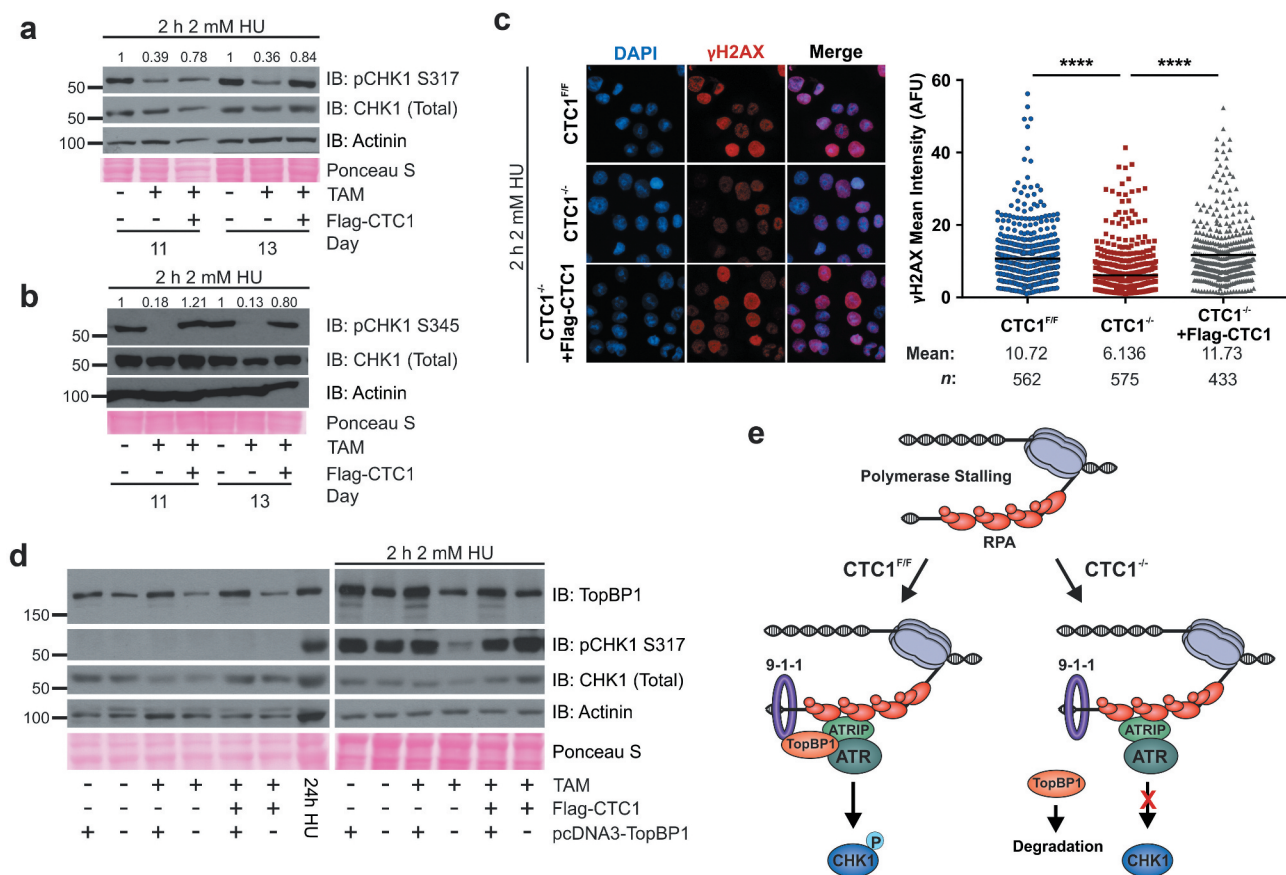 a
2 h 2 mM HU
1 0.39 0.78 1 0.36 0.84
50 IB: pCHK1 S317
50 IB: CHK1 (Total)
100 IB: Actinin
Ponceau S
- + + - + + TAM
- - + - - + Flag-CTC1
11 13 Day
b
2 h 2 mM HU
1 0.18 1.21 1 0.13 0.80
50 IB: pCHK1 S345
50 IB: CHK1 (Total)
100 IB: Actinin
Ponceau S
- + + - + + TAM
- - + - - + Flag-CTC1
11 13 Day
c
DAPI γH2AX Merge
2 h 2 mM HU
CTC1F/F
CTC1-/-
CTC1-/-
+Flag-CTC1
**** ****
γH2AX Mean Intensity (AFU)
60
40
20
10
0
CTC1F/F CTC1-/- CTC1-/-
+Flag-CTC1
Mean: 10.72 6.136 11.73
n: 562 575 433
d
2 h 2 mM HU
150 IB: TopBP1
50 IB: pCHK1 S317
50 IB: CHK1 (Total)
100 IB: Actinin
Ponceau S
- - + + + + 24h HU - - + + + + TAM
- - - - + + - - - - + + Flag-CTC1
+ - + - + - + - + - + - pcDNA3-TopBP1
e
Polymerase Stalling
RPA
CTC1F/F CTC1-/-
9-1-1
ATRIP
TopBP1
ATR
P
CHK1
9-1-1
ATRIP
ATR
TopBP1
X
Degradation
CHK1